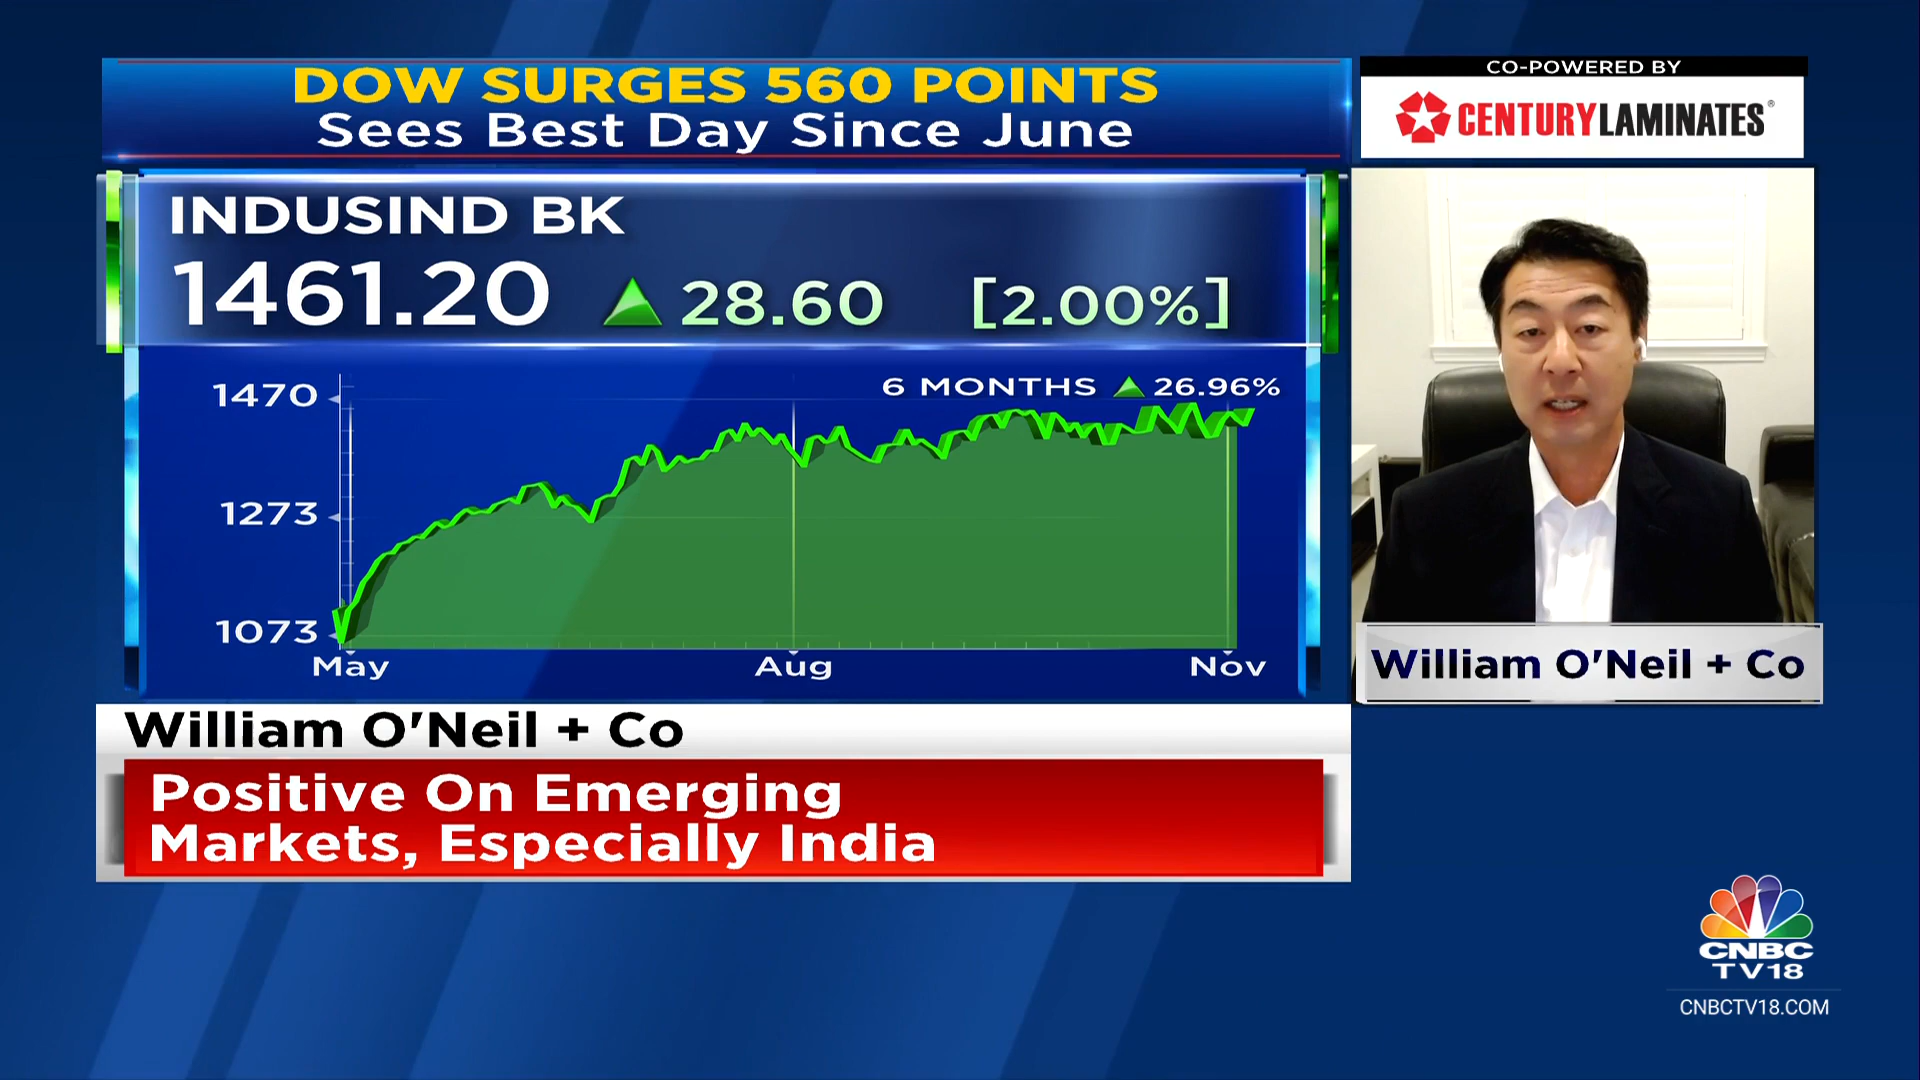 DOW SURGES 560 POINTS
Sees Best Day Since June
CO-POWERED BY
CENTURYLAMINATES®
INDUSIND BK
1461.20 ▲ 28.60 [2.00%]
6 MONTHS ▲ 26.96%
1470
1273
1073
May Aug Nov
William O'Neil + Co
William O'Neil + Co
Positive On Emerging
Markets, Especially India
CNBC
TV18
CNBCTV18.COM